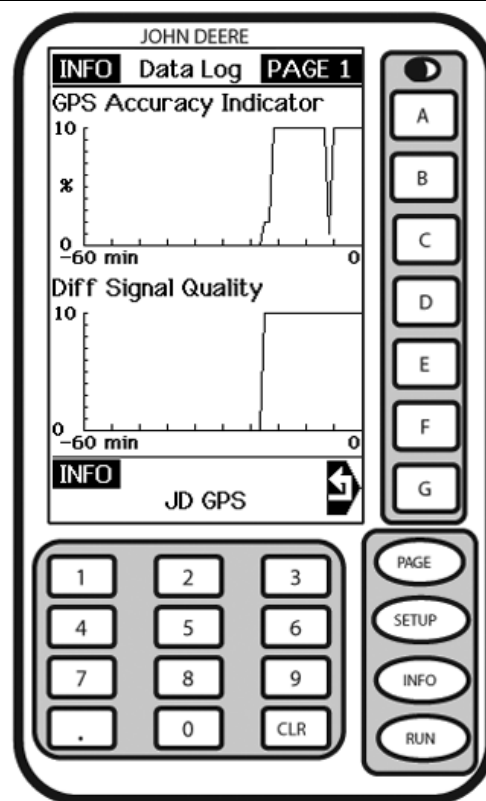 JOHN DEERE
INFO Data Log PAGE 1
GPS Accuracy Indicator
10
%
0
-60 min 0
Diff Signal Quality
10
0
-60 min 0
INFO
JD GPS
A
B
C
D
E
F
G
1 2 3
4 5 6
7 8 9
. 0 CLR
PAGE
SETUP
INFO
RUN